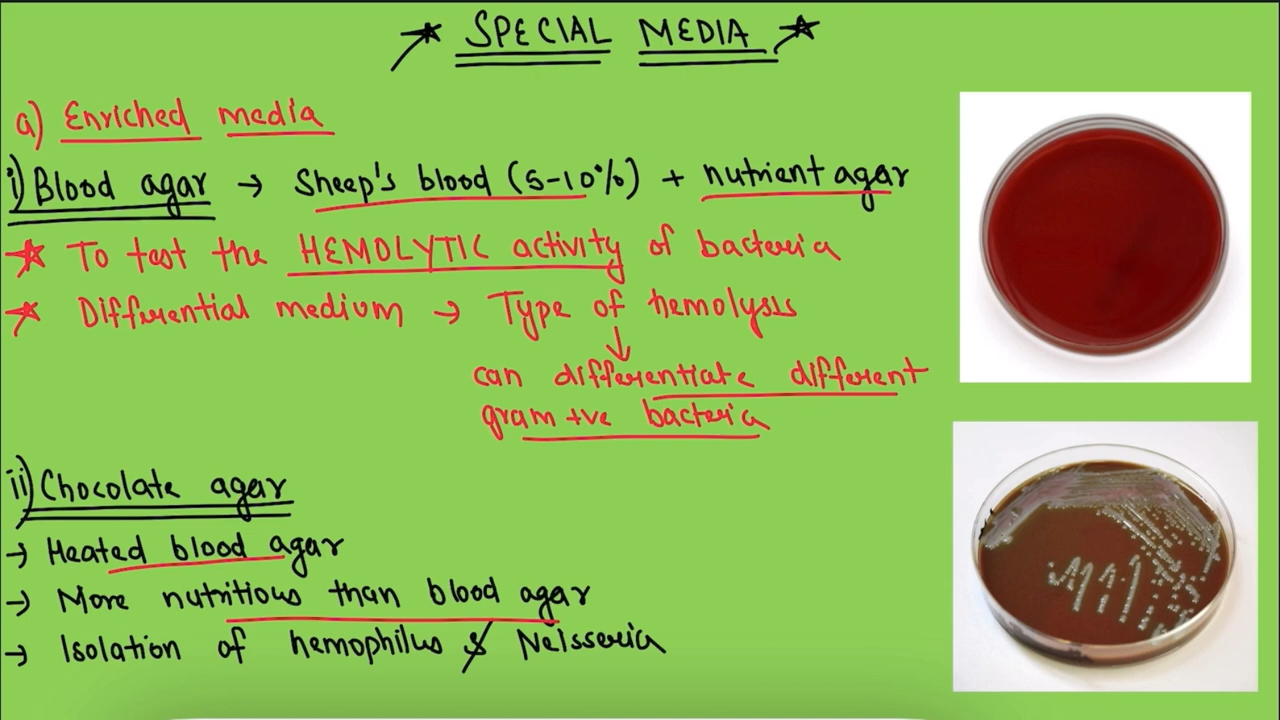 SPECIAL MEDIA
a) Enriched media
i) Blood agar → Sheep's blood (5-10%) + nutrient agar
To test the HEMOLYTIC activity of bacteria
Differential medium → Type of hemolysis
↓
can differentiate different
gram +ve bacteria
ii) Chocolate agar
→ Heated blood agar
→ More nutritious than blood agar
→ Isolation of hemophilus & Neisseria